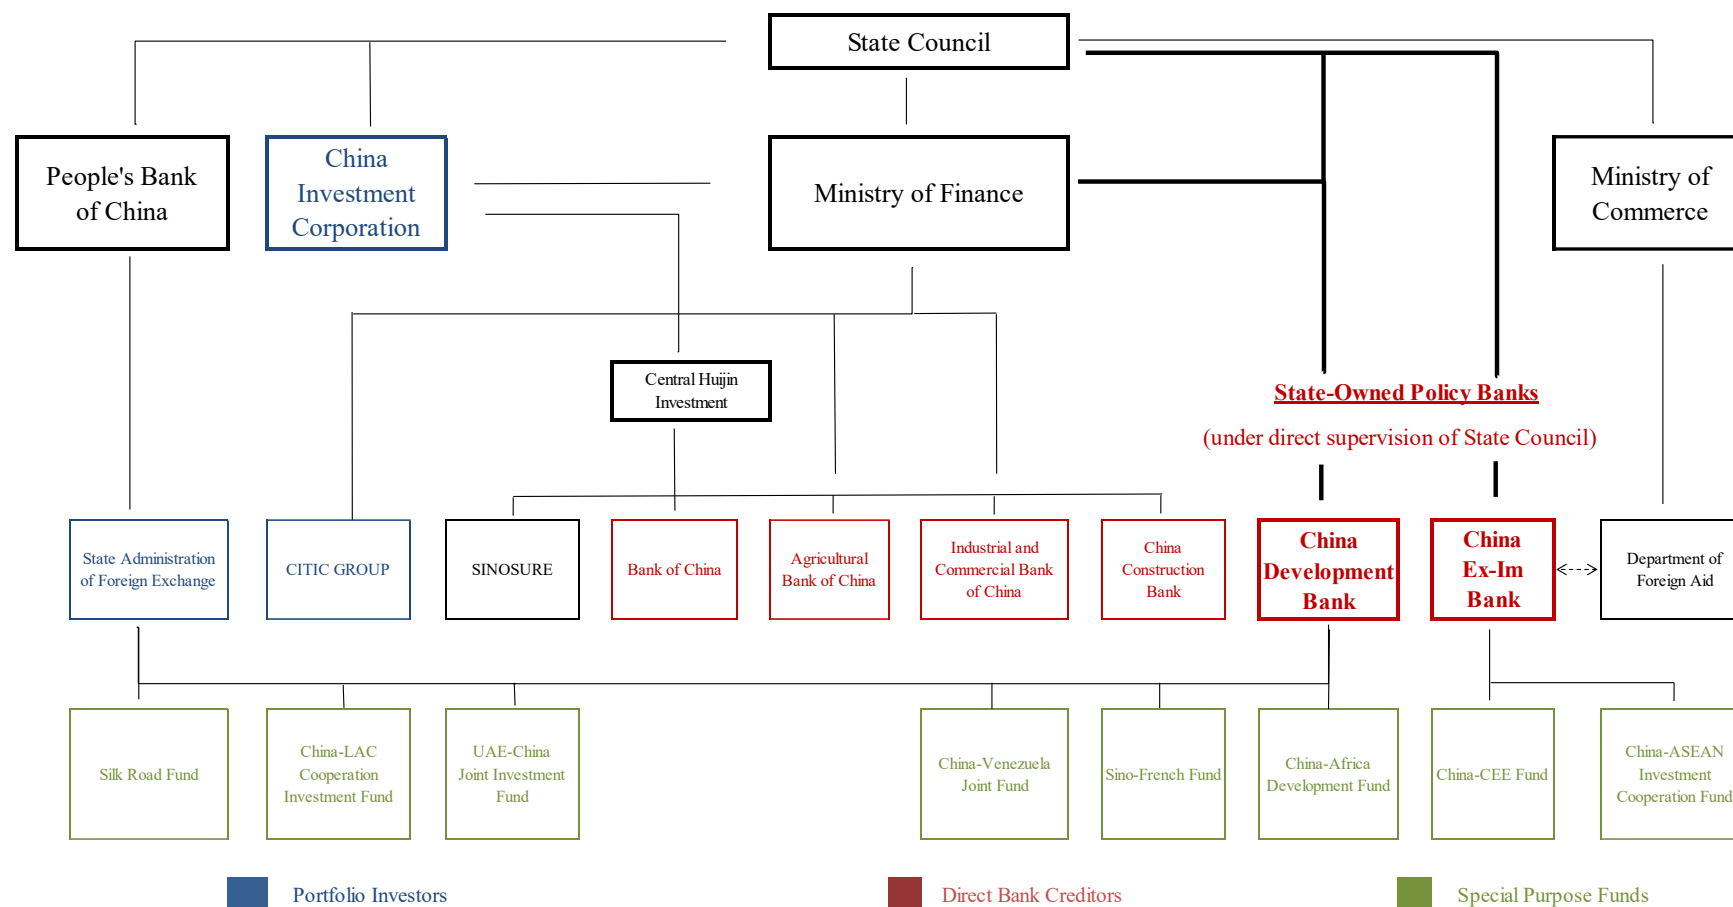 State Council
People's Bank
of China
China
Investment
Corporation
Ministry of Finance
Ministry of
Commerce
Central Huijin
Investment
State-Owned Policy Banks
(under direct supervision of State Council)
State Administration
of Foreign Exchange
CITIC GROUP
SINOSURE
Bank of China
Agricultural
Bank of China
Industrial and
Commercial Bank
of China
China
Construction
Bank
China
Development
Bank
China
Ex-Im
Bank
Department of
Foreign Aid
Silk Road Fund
China-LAC
Cooperation
Investment Fund
UAE-China
Joint Investment
Fund
China-Venezuela
Joint Fund
Sino-French Fund
China-Africa
Development Fund
China-CEE Fund
China-ASEAN
Investment
Cooperation Fund
Portfolio Investors
Direct Bank Creditors
Special Purpose Funds